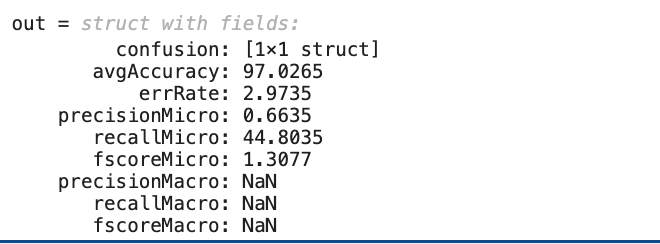 out = struct with fields:
confusion: [1×1 struct]
avgAccuracy: 97.0265
errRate: 2.9735
precisionMicro: 0.6635
recallMicro: 44.8035
fscoreMicro: 1.3077
precisionMacro: NaN
recallMacro: NaN
fscoreMacro: NaN